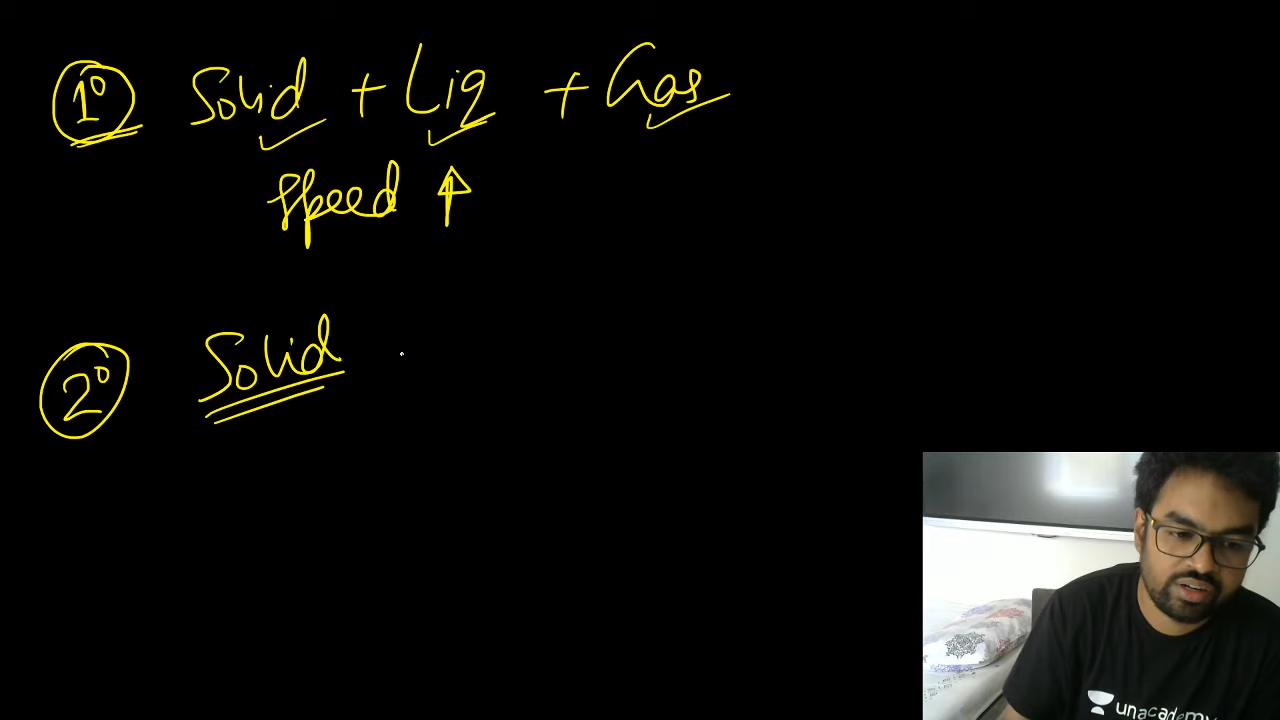 1° Solid + Liq + Gas
Speed ↑
2° Solid
unacademy